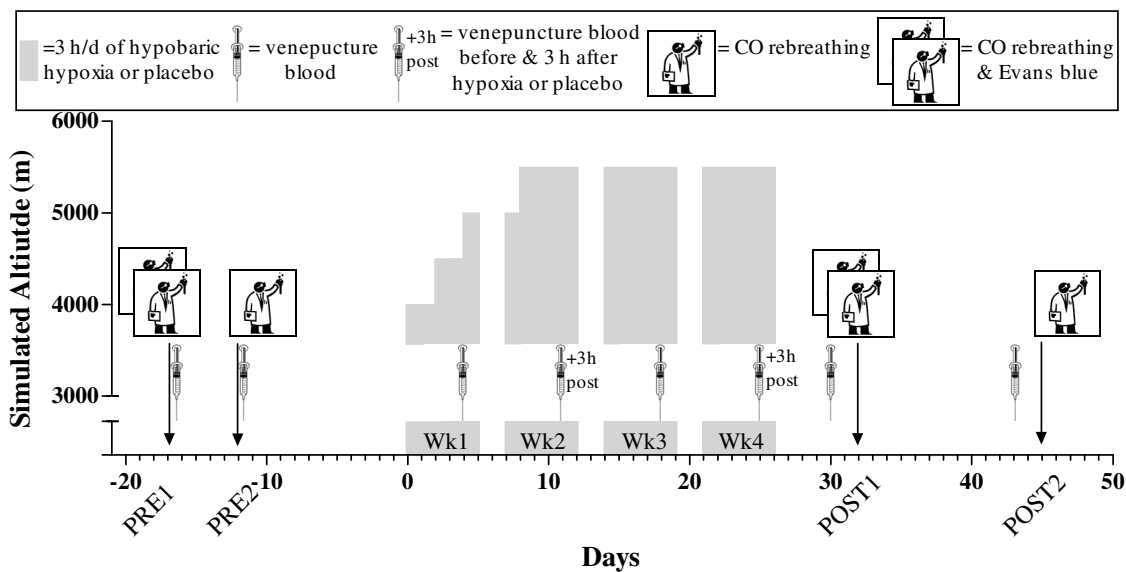 =3 h/d of hypobaric
hypoxia or placebo
= venepucture
blood
+3h
post
= venepuncture blood
before & 3 h after
hypoxia or placebo
= CO rebreathing
= CO rebreathing
& Evans blue
Simulated Altiutde (m)
6000
5000
4000
3000
+3h
post
+3h
post
Wk1
Wk2
Wk3
Wk4
-20
-10
0
10
20
30
40
50
PRE1
PRE2
POST1
POST2
Days